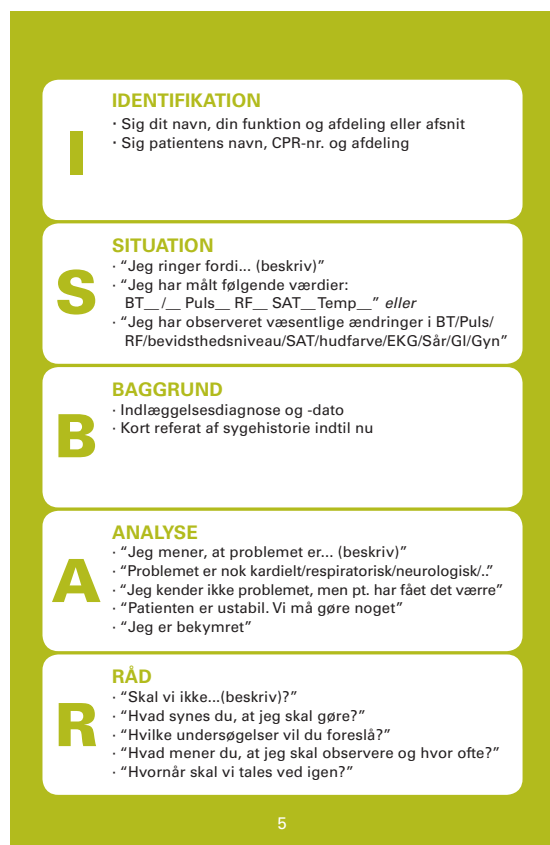 I
IDENTIFIKATION
· Sig dit navn, din funktion og afdeling eller afsnit
· Sig patientens navn, CPR-nr. og afdeling
S
SITUATION
· “Jeg ringer fordi... (beskriv)”
· “Jeg har målt følgende værdier:
BT__/__ Puls__ RF__ SAT__Temp__” eller
· “Jeg har observeret væsentlige ændringer i BT/Puls/
RF/bevidsthedsniveau/SAT/hudfarve/EKG/Sår/GI/Gyn”
B
BAGGRUND
· Indlæggelsesdiagnose og -dato
· Kort referat af sygehistorie indtil nu
A
ANALYSE
· “Jeg mener, at problemet er... (beskriv)”
· “Problemet er nok kardielt/respiratorisk/neurologisk/..”
· “Jeg kender ikke problemet, men pt. har fået det værre”
· “Patienten er ustabil. Vi må gøre noget”
· “Jeg er bekymret”
R
RÅD
· “Skal vi ikke...(beskriv)?”
· “Hvad synes du, at jeg skal gøre?”
· “Hvilke undersøgelser vil du foreslå?”
· “Hvad mener du, at jeg skal observere og hvor ofte?”
· “Hvornår skal vi tales ved igen?”
5